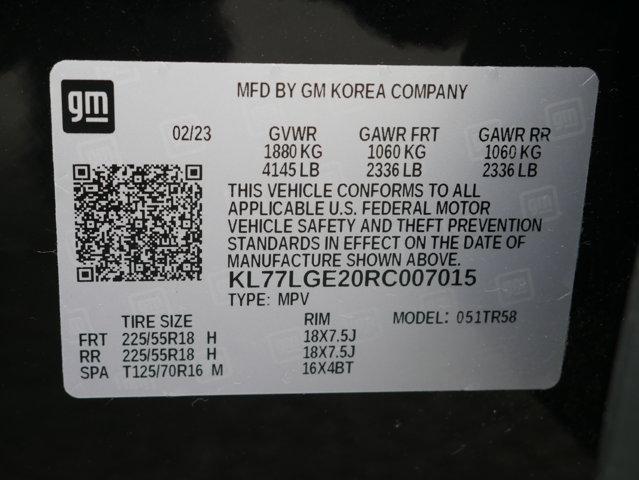 gm
MFD BY GM KOREA COMPANY
02/23 GVWR GAWR FRT GAWR RR
1880 KG 1060 KG 1060 KG
4145 LB 2336 LB 2336 LB
THIS VEHICLE CONFORMS TO ALL
APPLICABLE U.S. FEDERAL MOTOR
VEHICLE SAFETY AND THEFT PREVENTION
STANDARDS IN EFFECT ON THE DATE OF
MANUFACTURE SHOWN ABOVE.
KL77LGE20RC007015
TYPE: MPV
TIRE SIZE RIM MODEL: 051TR58
FRT 225/55R18 H 18X7.5J
RR 225/55R18 H 18X7.5J
SPA T125/70R16 M 16X4BT